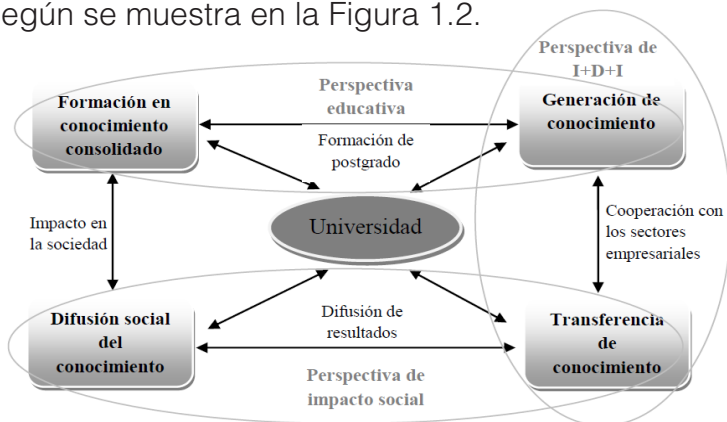 egún se muestra en la Figura 1.2.
Perspectiva de
I+D+I
Formación en
conocimiento
consolidado
Perspectiva
educativa
Generación de
conocimiento
Formación de
postgrado
Impacto en
la sociedad
Universidad
Cooperación con
los sectores
empresariales
Difusión social
del
conocimiento
Difusión de
resultados
Transferencia
de
conocimiento
Perspectiva de
impacto social